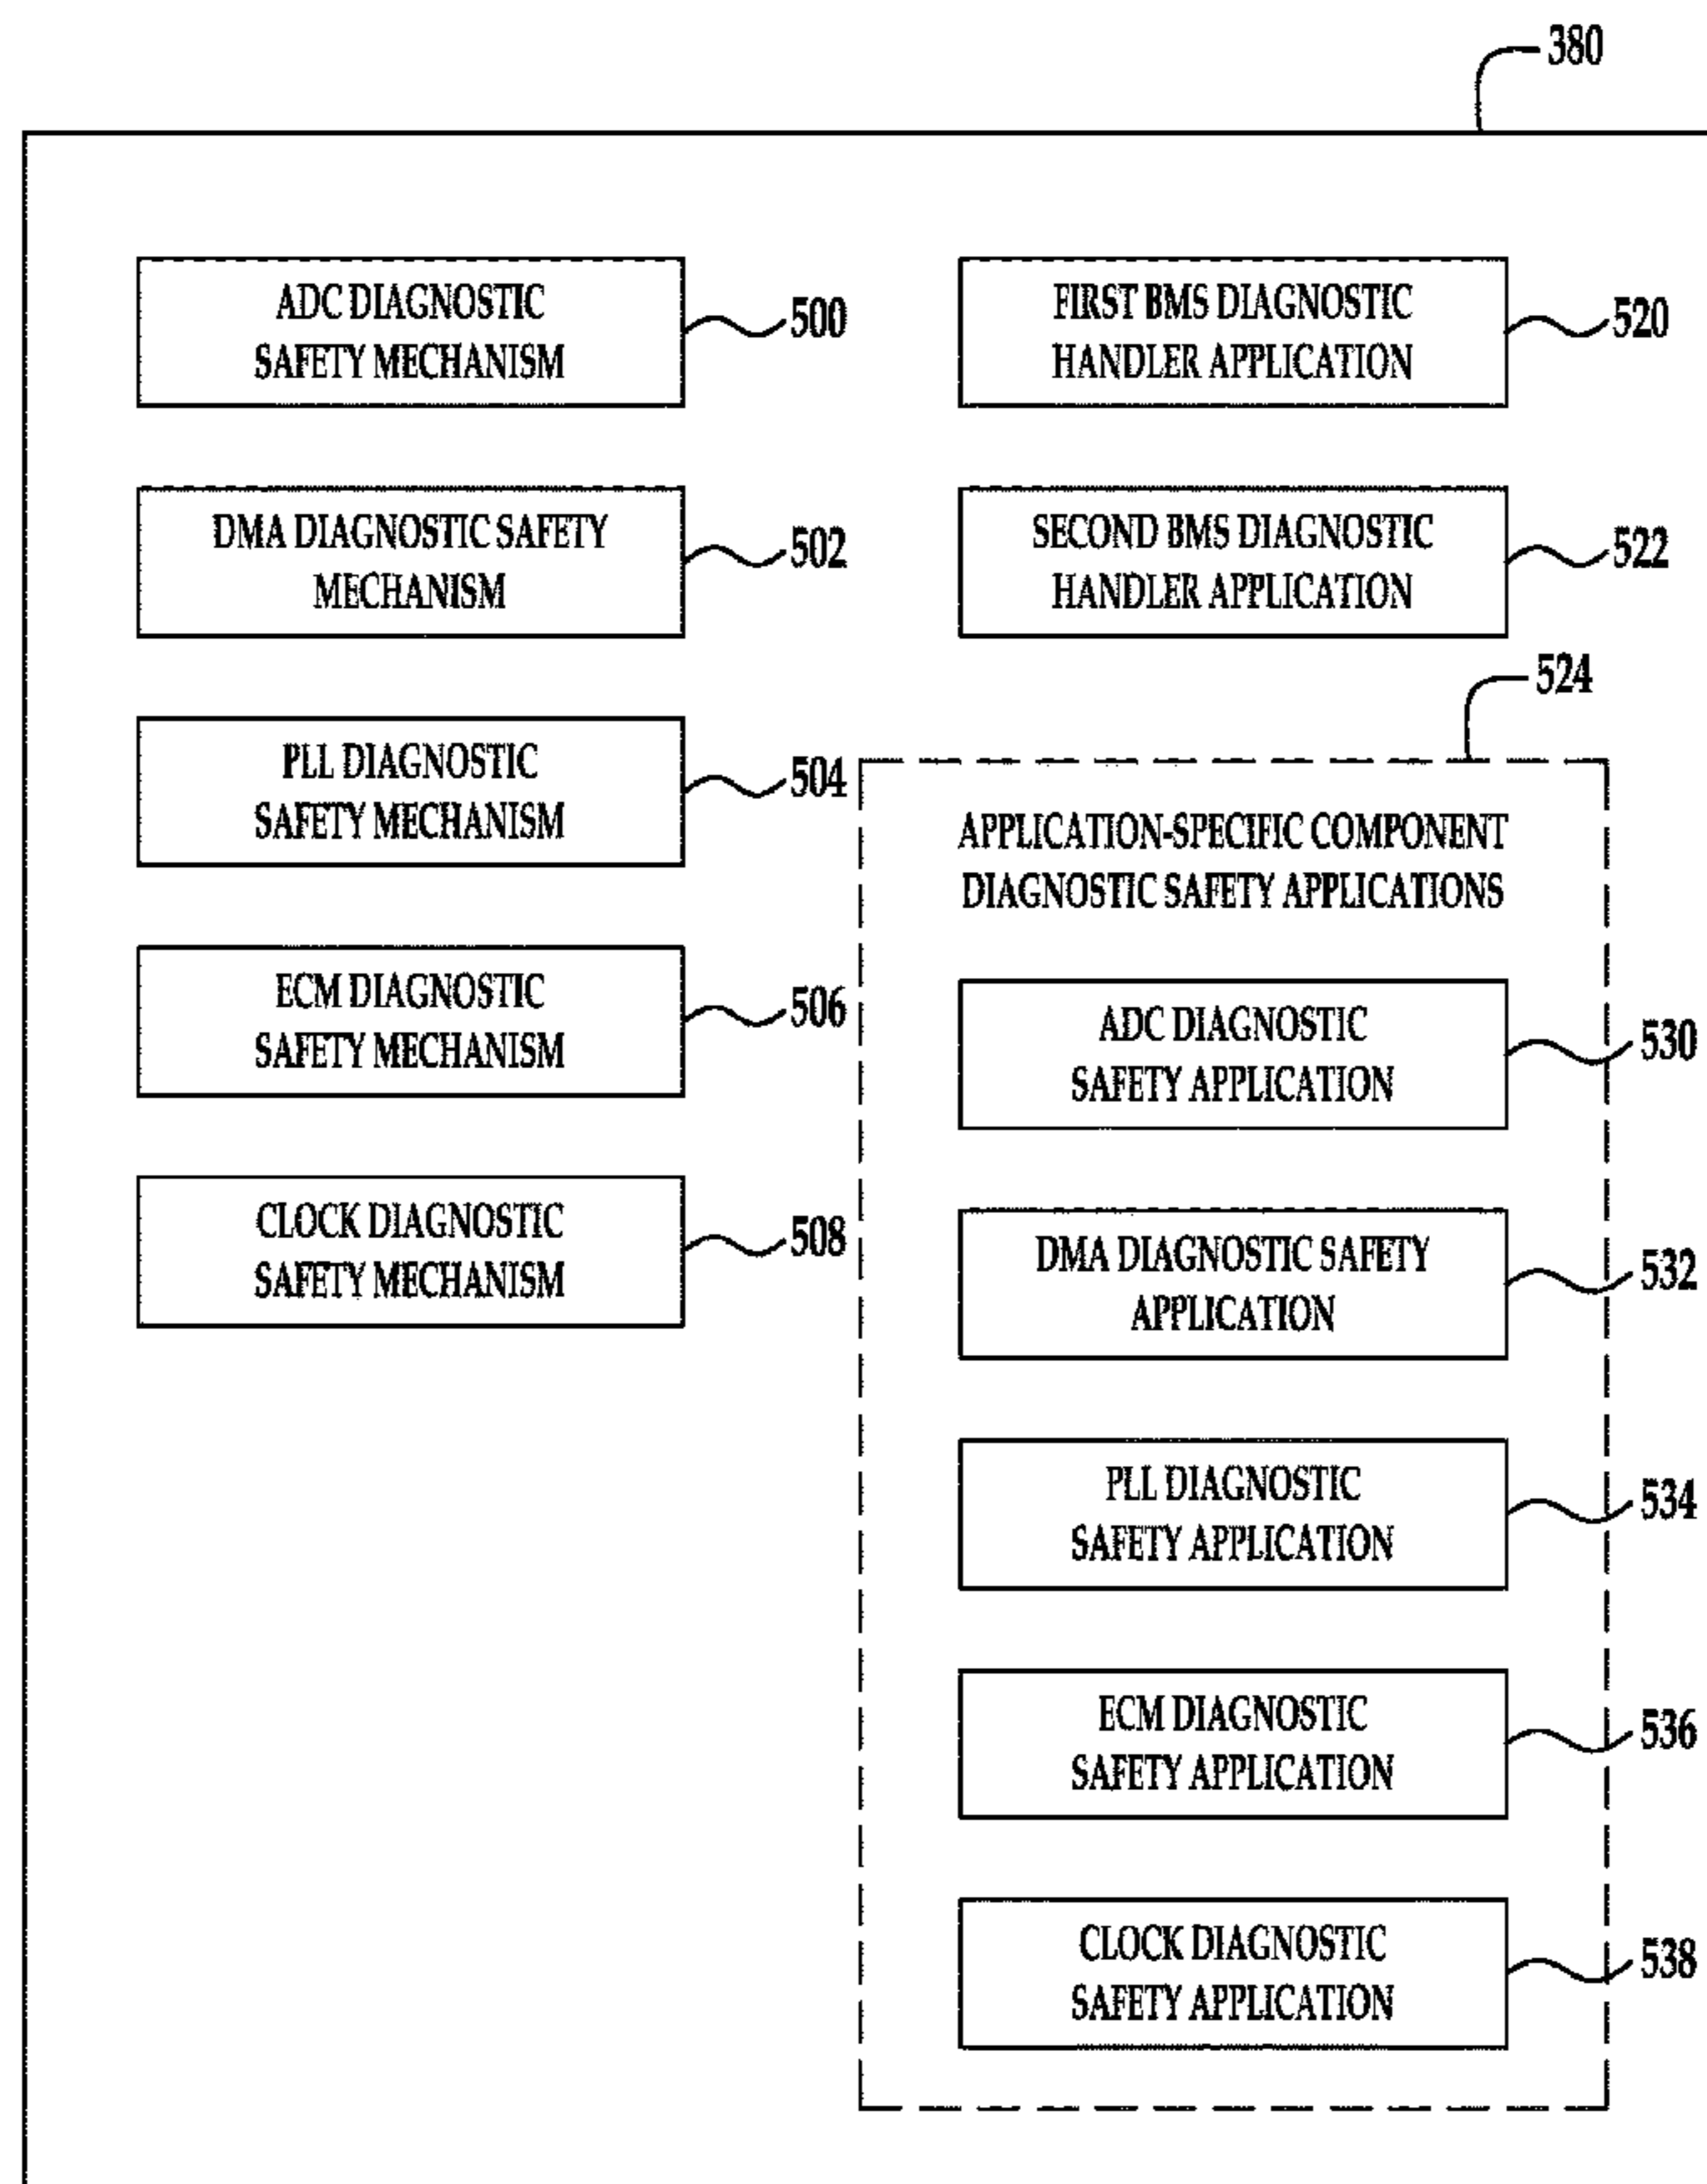 380
ADC DIAGNOSTIC
SAFETY MECHANISM
500
DMA DIAGNOSTIC SAFETY
MECHANISM
502
PLL DIAGNOSTIC
SAFETY MECHANISM
504
ECM DIAGNOSTIC
SAFETY MECHANISM
506
CLOCK DIAGNOSTIC
SAFETY MECHANISM
508
FIRST BMS DIAGNOSTIC
HANDLER APPLICATION
520
SECOND BMS DIAGNOSTIC
HANDLER APPLICATION
522
524
APPLICATION-SPECIFIC COMPONENT
DIAGNOSTIC SAFETY APPLICATIONS
ADC DIAGNOSTIC
SAFETY APPLICATION
530
DMA DIAGNOSTIC SAFETY
APPLICATION
532
PLL DIAGNOSTIC
SAFETY APPLICATION
534
ECM DIAGNOSTIC
SAFETY APPLICATION
536
CLOCK DIAGNOSTIC
SAFETY APPLICATION
538